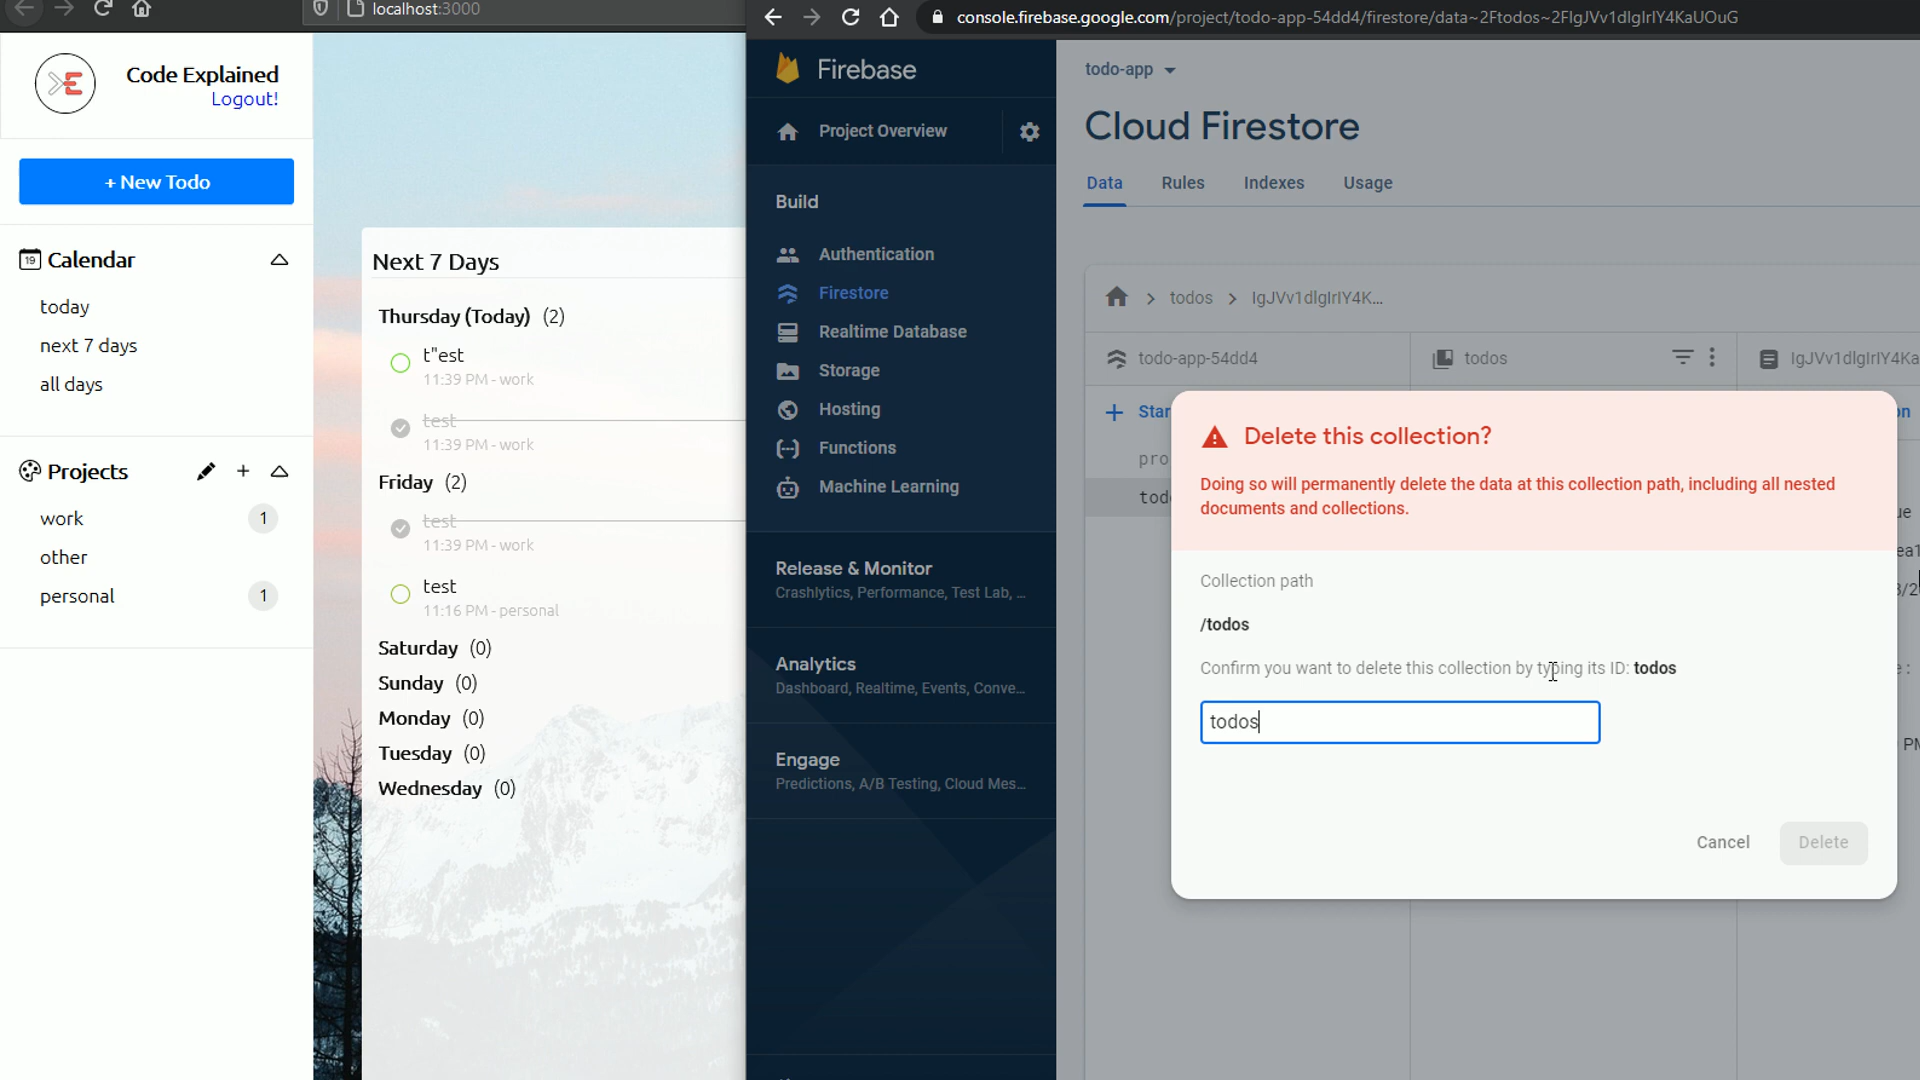 localhost:3000
Code Explained
Logout!
+ New Todo
19 Calendar
today
next 7 days
all days
Projects
work 1
other
personal 1
Next 7 Days
Thursday (Today) (2)
t"est
11:39 PM - work
test
11:39 PM - work
Friday (2)
test
11:39 PM - work
test
11:16 PM - personal
Saturday (0)
Sunday (0)
Monday (0)
Tuesday (0)
Wednesday (0)
console.firebase.google.com/project/todo-app-54dd4/firestore/data~2Ftodos~2FIgJVv1dIgIrIY4KaUOuG
Firebase
Project Overview
Build
Authentication
Firestore
Realtime Database
Storage
Hosting
Functions
Machine Learning
Release & Monitor
Crashlytics, Performance, Test Lab, ...
Analytics
Dashboard, Realtime, Events, Conve...
Engage
Predictions, A/B Testing, Cloud Mes...
todo-app
Cloud Firestore
Data Rules Indexes Usage
todos > IgJVv1dIgIrIY4K...
todo-app-54dd4
todos
IgJVv1dIgIrIY4Ka
Delete this collection?
Doing so will permanently delete the data at this collection path, including all nested
documents and collections.
Collection path
/todos
Confirm you want to delete this collection by typing its ID: todos
todos
Cancel
Delete